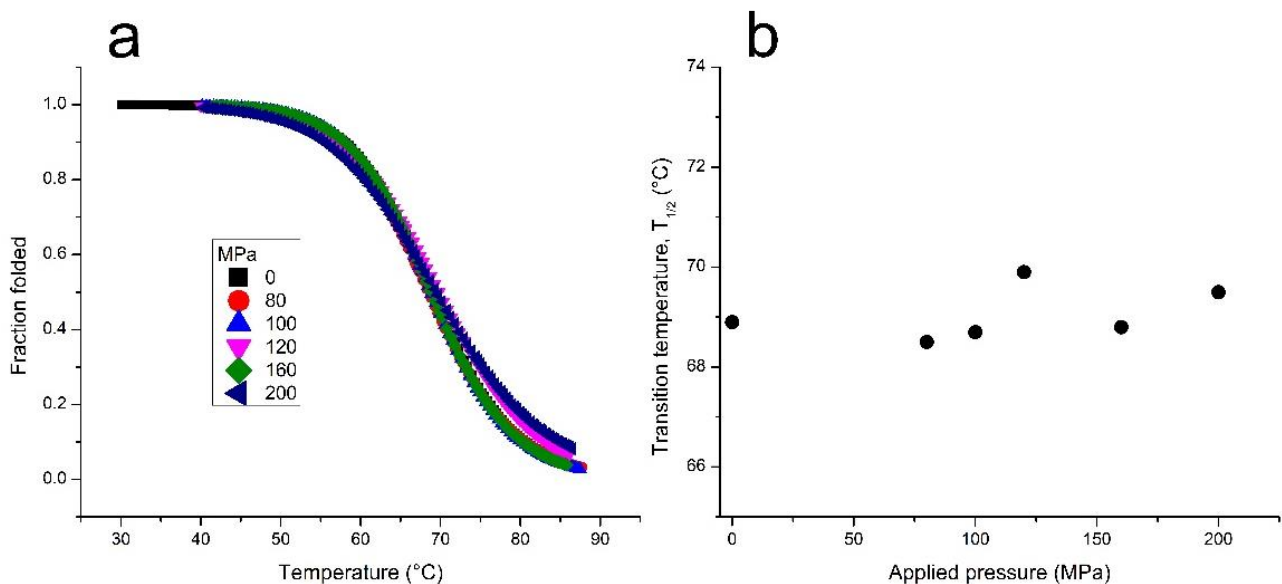 a
Fraction folded
1.0
0.8
0.6
0.4
0.2
0.0
MPa
0
80
100
120
160
200
30 40 50 60 70 80 90
Temperature (°C)
b
Transition temperature, T1/2 (°C)
74
72
70
68
66
0 50 100 150 200
Applied pressure (MPa)